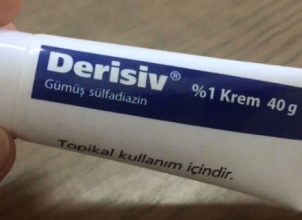 Derisiv®
Gümüş sülfadiazin
%1 Krem 40 g
Topikal kullanım içindir.